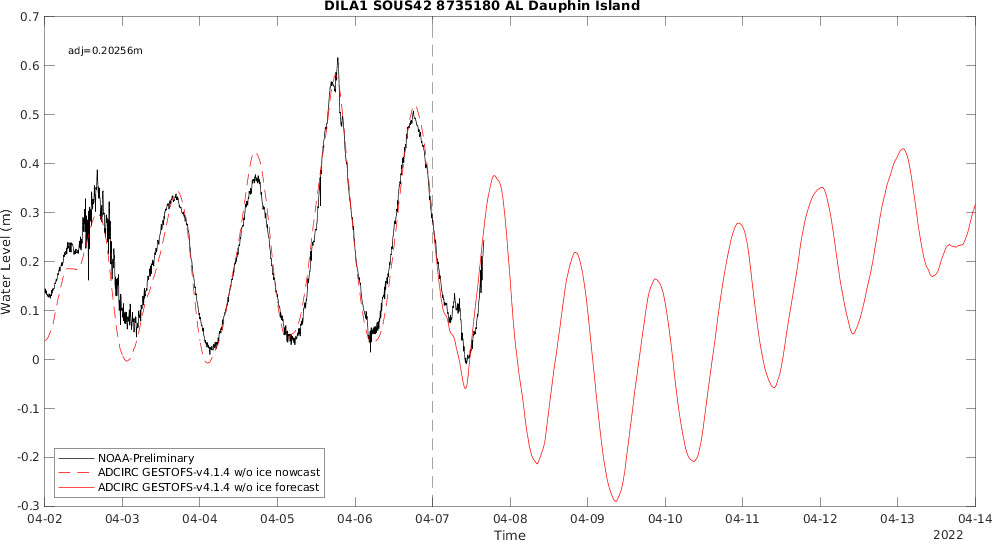 DILA1 SOUS42 8735180 AL Dauphin Island
0.7
adj=0.20256m
0.6
0.5
0.4
0.3
0.2
0.1
0
-0.1
-0.2
-0.3
Water Level (m)
NOAA-Preliminary
ADCIRC GESTOFS-v4.1.4 w/o ice nowcast
ADCIRC GESTOFS-v4.1.4 w/o ice forecast
04-02 04-03 04-04 04-05 04-06 04-07 04-08 04-09 04-10 04-11 04-12 04-13 04-14
Time
2022